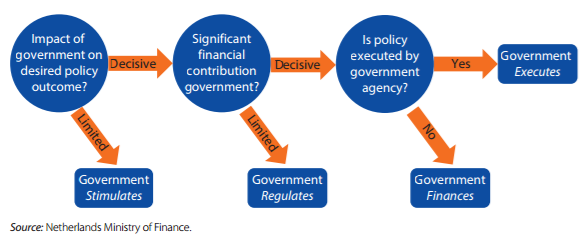 Impact of
government on
desired policy
outcome?
Decisive
Significant
financial
contribution
government?
Decisive
Is policy
executed by
government
agency?
Yes
Government
Executes
Limited
Limited
No
Government
Stimulates
Government
Regulates
Government
Finances
Source: Netherlands Ministry of Finance.